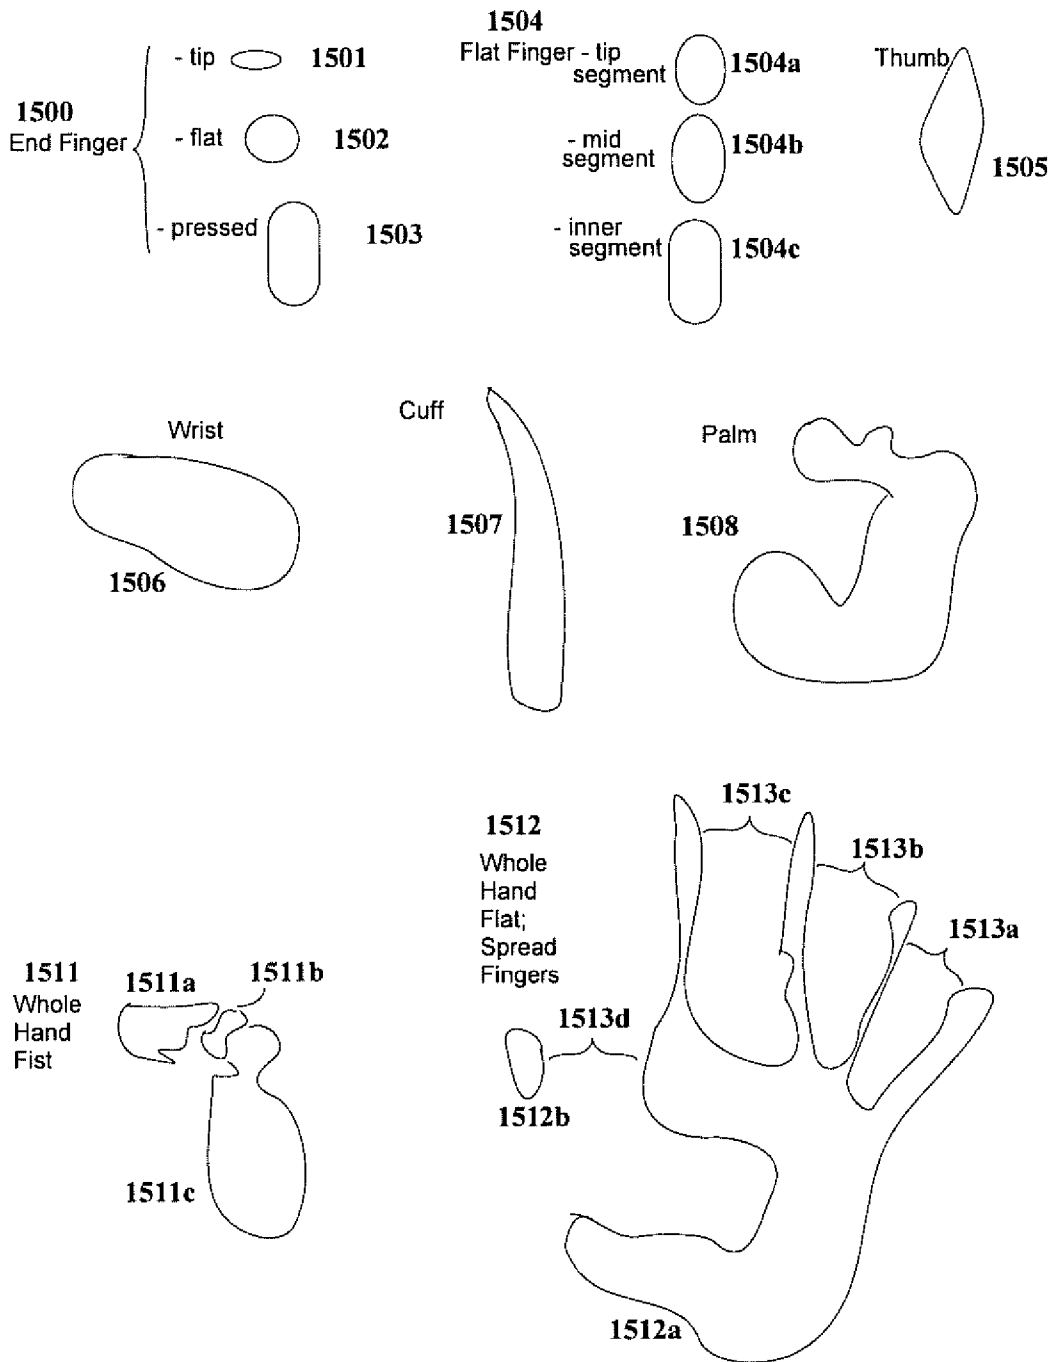 1500
End Finger
- tip 1501
- flat 1502
- pressed 1503
1504
Flat Finger - tip
segment 1504a
- mid
segment 1504b
- inner
segment 1504c
Thumb
1505
Wrist
1506
Cuff
1507
Palm
1508
1511
Whole
Hand
Fist
1511a
1511b
1511c
1512
Whole
Hand
Flat;
Spread
Fingers
1513c
1513b
1513a
1513d
1512b
1512a